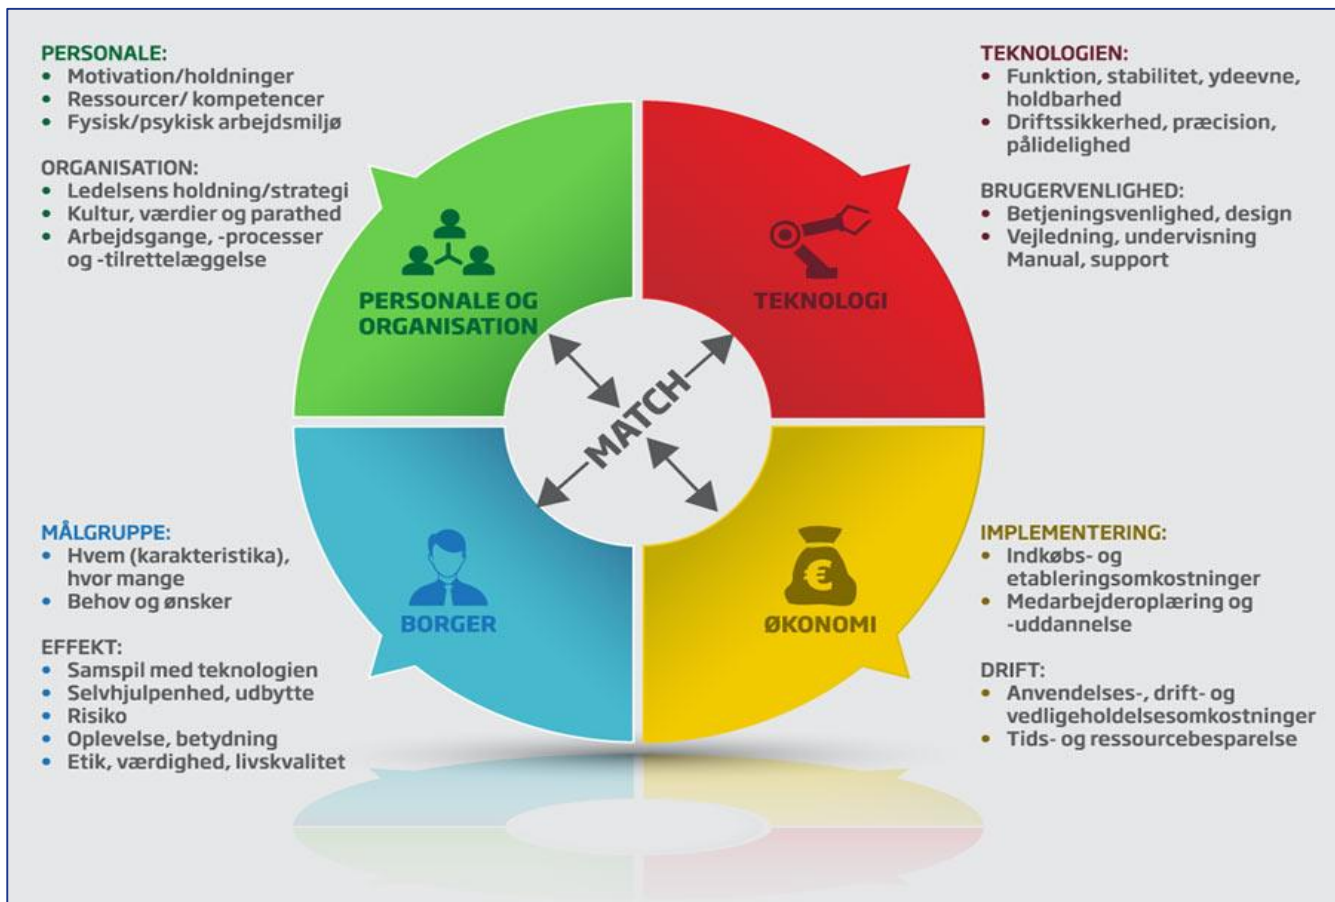 PERSONALE:
• Motivation/holdninger
• Ressourcer/ kompetencer
• Fysisk/psykisk arbejdsmiljø
ORGANISATION:
• Ledelsens holdning/strategi
• Kultur, værdier og parathed
• Arbejdsgange, -processer
og -tilrettelæggelse
TEKNOLOGIEN:
• Funktion, stabilitet, ydeevne,
holdbarhed
• Driftssikkerhed, præcision,
pålidelighed
BRUGERVENLIGHED:
• Betjeningsvenlighed, design
• Vejledning, undervisning
Manual, support
PERSONALE OG
ORGANISATION
TEKNOLOGI
MATCH
BORGER
€
ØKONOMI
MÅLGRUPPE:
• Hvem (karakteristika),
hvor mange
• Behov og ønsker
EFFEKT:
• Samspil med teknologien
• Selvhjulpenhed, udbytte
• Risiko
• Oplevelse, betydning
• Etik, værdighed, livskvalitet
IMPLEMENTERING:
• Indkøbs- og
etableringsomkostninger
• Medarbejderoplæring og
-uddannelse
DRIFT:
• Anvendelses-, drift- og
vedligeholdelsesomkostninger
• Tids- og ressourcebesparelse